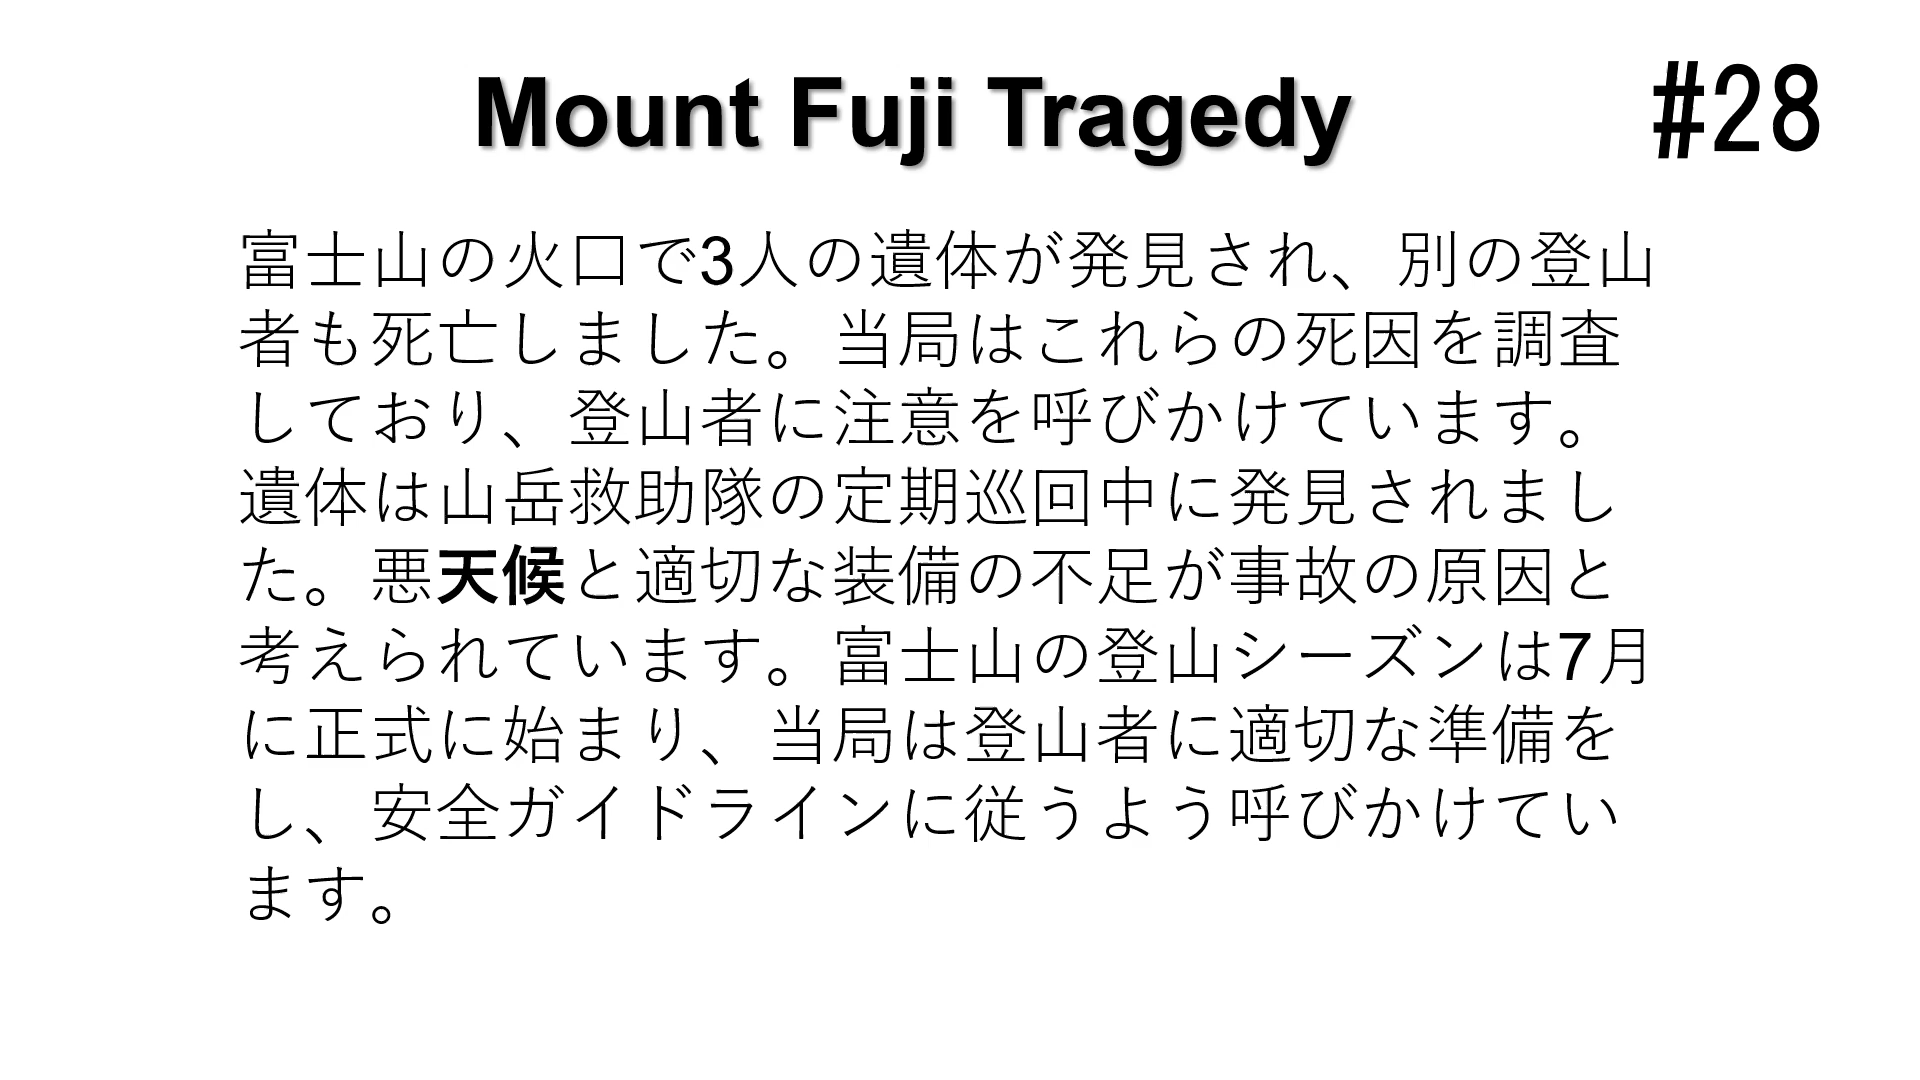 Mount Fuji Tragedy
#28
富士山の火口で3人の遺体が発見され、別の登山
者も死亡しました。当局はこれらの死因を調査
しており、登山者に注意を呼びかけています。
遺体は山岳救助隊の定期巡回中に発見されまし
た。悪天候と適切な装備の不足が事故の原因と
考えられています。富士山の登山シーズンは7月
に正式に始まり、当局は登山者に適切な準備を
し、安全ガイドラインに従うよう呼びかけてい
ます。